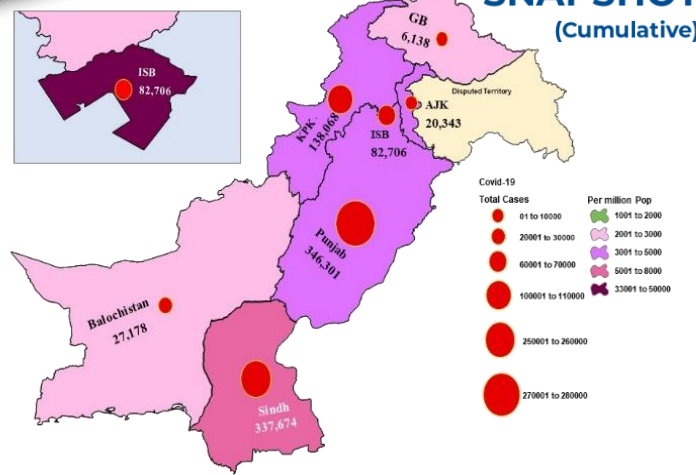 SNAPSHOT
(Cumulative)
ISB
82,706
GB
6,138
Disputed Territory
AJK
20,343
KPK
138,068
ISB
82,706
Punjab
346,301
Balochistan
27,178
Sindh
337,674
Covid-19
Total Cases
01 to 10000
20001 to 30000
60001 to 70000
100001 to 110000
250001 to 260000
270001 to 280000
Per million Pop
1001 to 2000
2001 to 3000
3001 to 5000
5001 to 8000
33001 to 50000